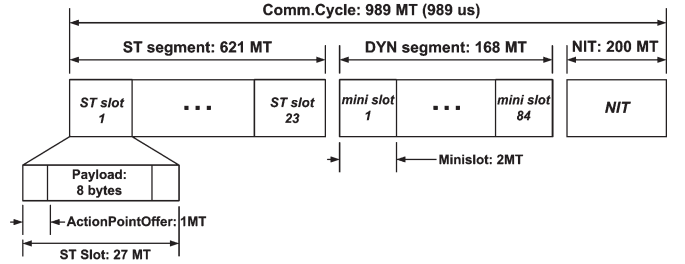 Comm.Cycle: 989 MT (989 us)
ST segment: 621 MT
DYN segment: 168 MT
NIT: 200 MT
ST slot
1
...
ST slot
23
mini slot
1
...
mini slot
84
NIT
Payload:
8 bytes
Minislot: 2MT
ActionPointOffer: 1MT
ST Slot: 27 MT